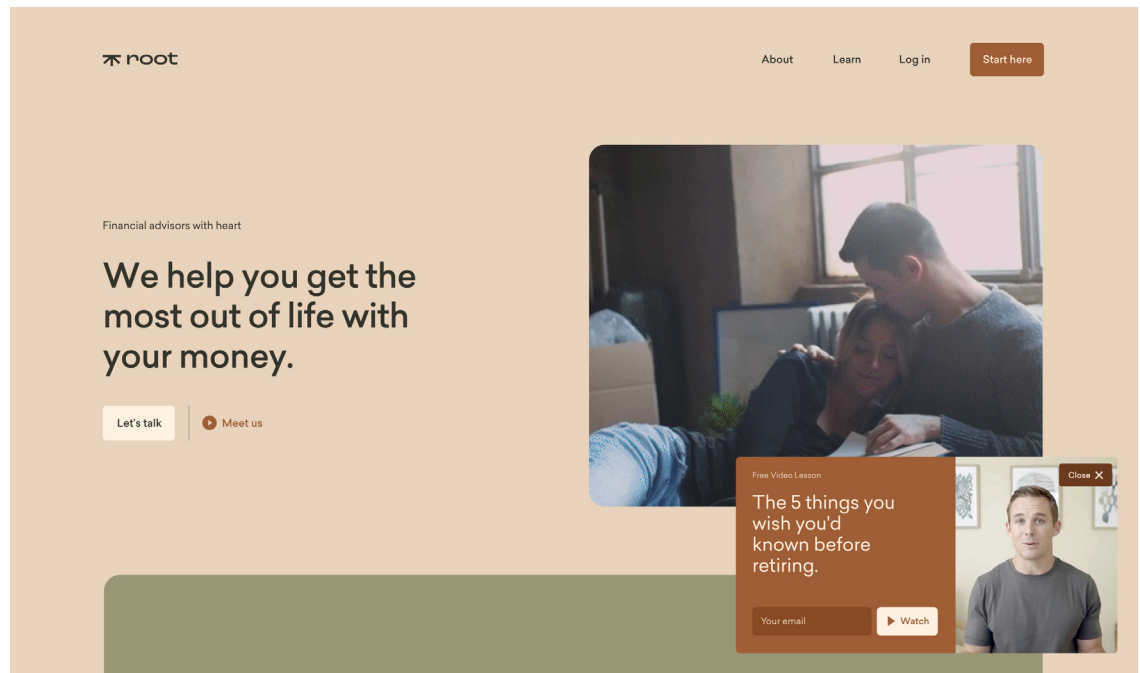 root
About
Learn
Log in
Start here
Financial advisors with heart
We help you get the
most out of life with
your money.
Let's talk
Meet us
Free Video Lesson
Close
The 5 things you
wish you'd
known before
retiring.
Your email
Watch